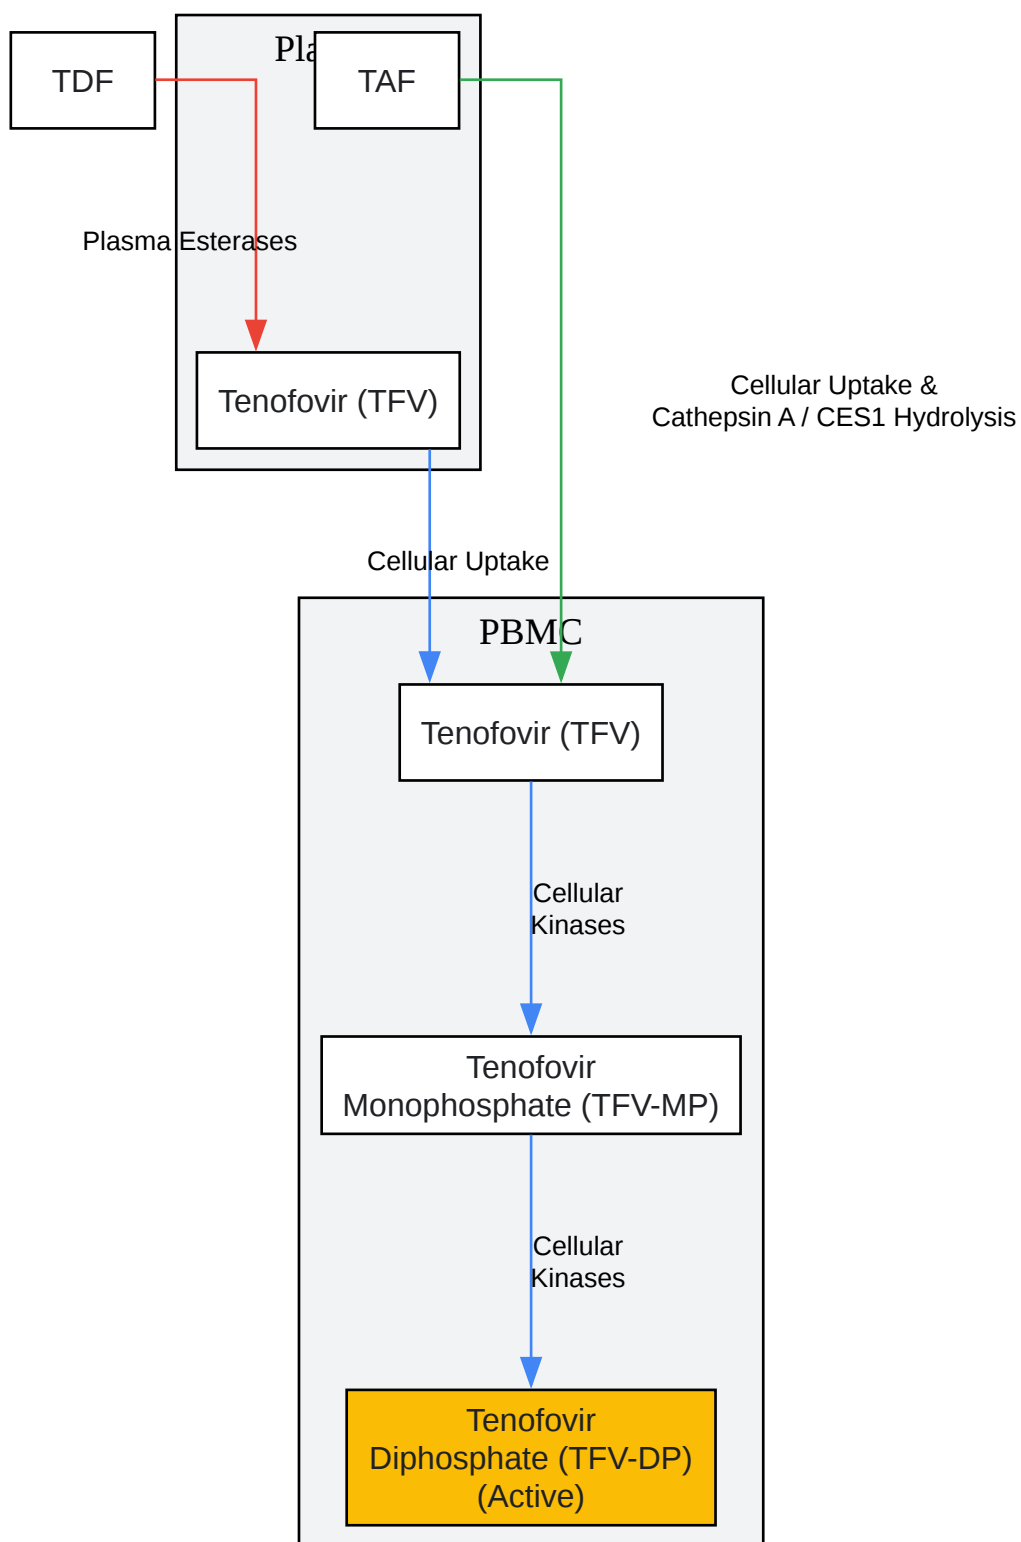 TDF
Pla
TAF
Plasma Esterases
Tenofovir (TFV)
Cellular Uptake &
Cathepsin A / CES1 Hydrolysis
Cellular Uptake
PBMC
Tenofovir (TFV)
Cellular
Kinases
Tenofovir
Monophosphate (TFV-MP)
Cellular
Kinases
Tenofovir
Diphosphate (TFV-DP)
(Active)